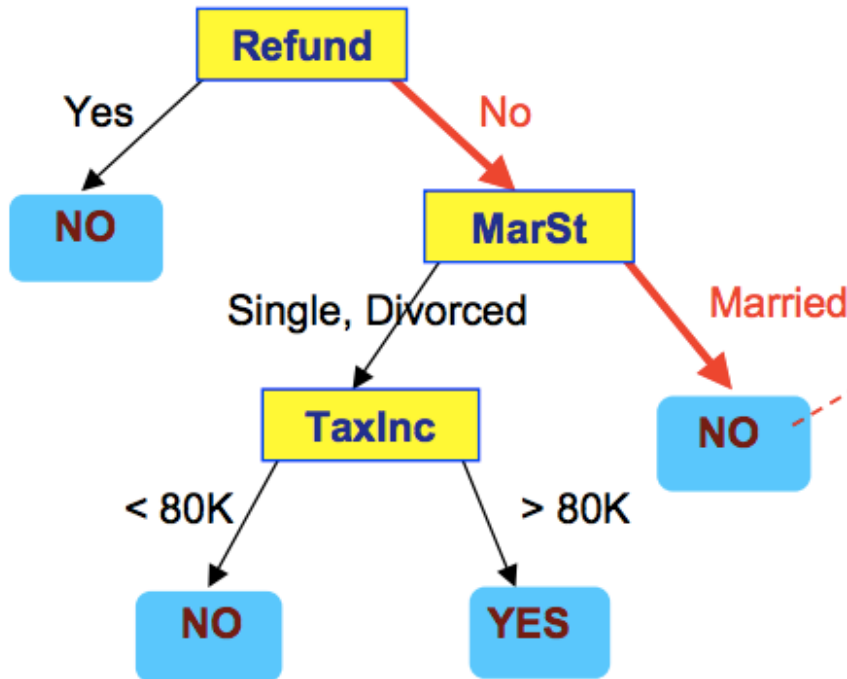 Refund
Yes
No
NO
MarSt
Single, Divorced
Married
TaxInc
NO
< 80K
> 80K
NO
YES